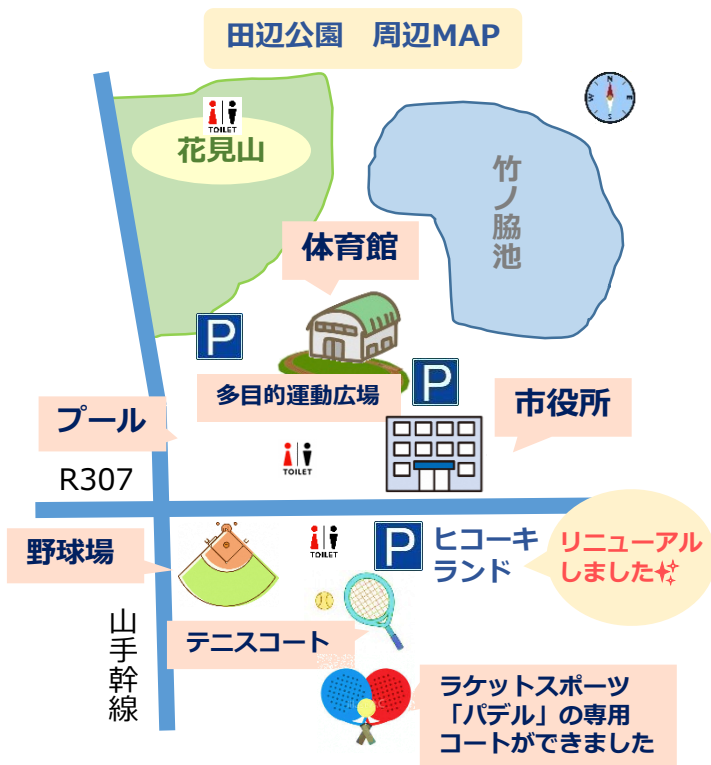 田辺公園　周辺MAP
TOILET
花見山
N
W
E
S
竹ノ脇池
体育館
P
P
多目的運動広場
市役所
プール
TOILET
R307
野球場
TOILET
P
ヒコーキ
ランド
リニューアル
しました✨
山手幹線
テニスコート
ラケットスポーツ
「パデル」の専用
コートができました